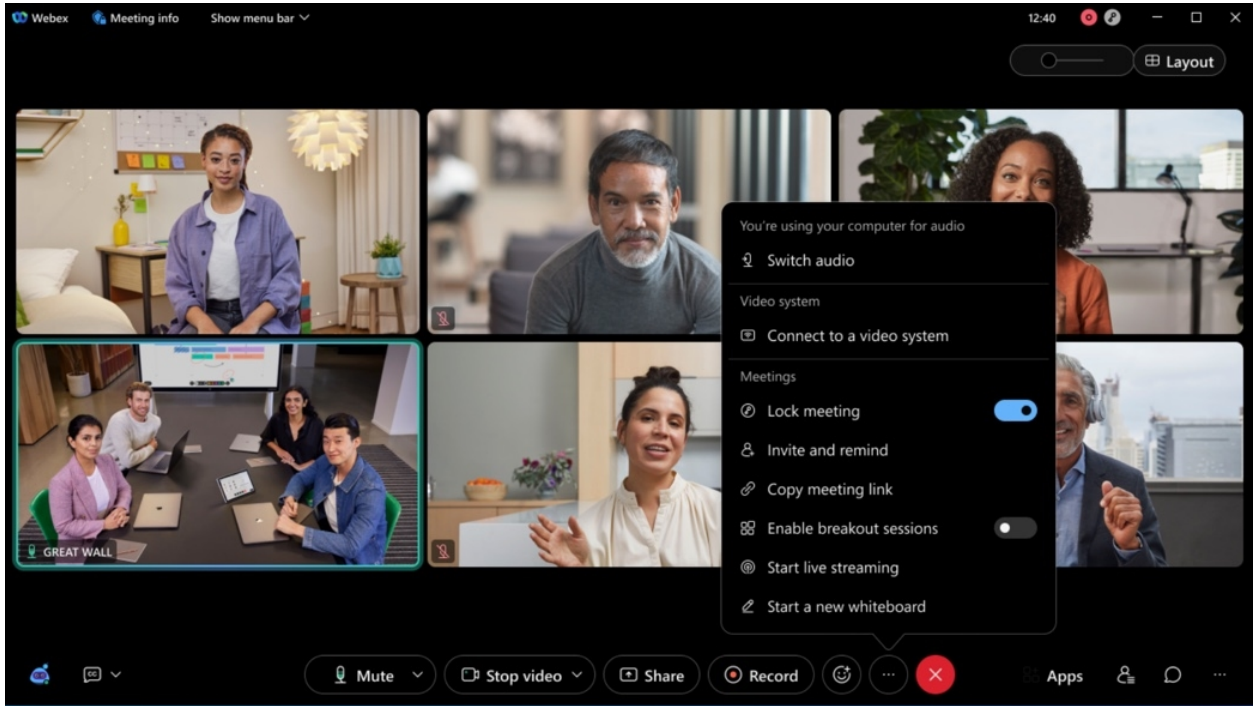 Webex Meeting info Show menu bar 12:40
Layout
You're using your computer for audio
Switch audio
Video system
Connect to a video system
Meetings
Lock meeting
Invite and remind
Copy meeting link
Enable breakout sessions
Start live streaming
Start a new whiteboard
GREAT WALL
CC Mute Stop video Share Record Apps